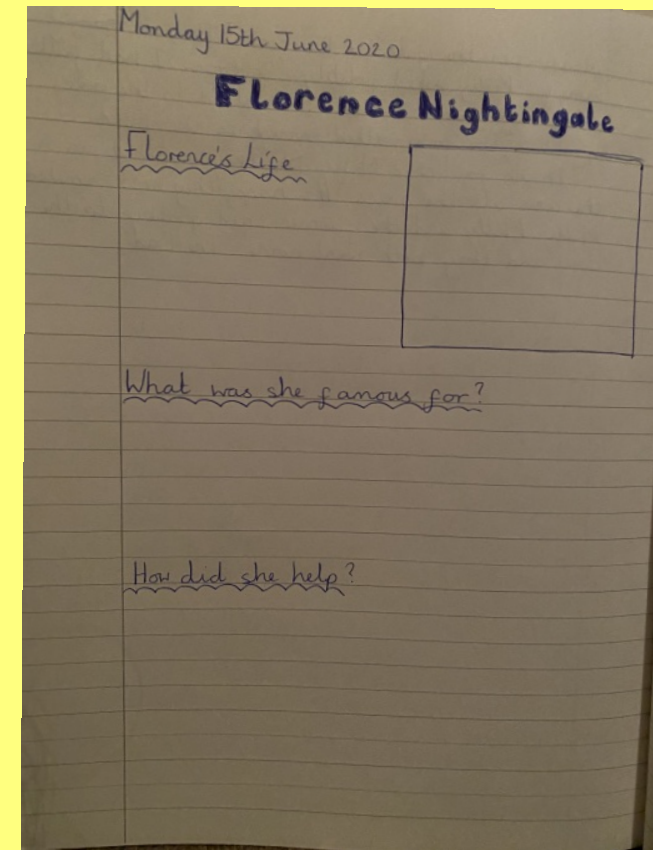 Monday 15th June 2020
Florence Nightingale
Florence's Life
What was she famous for?
How did she help?